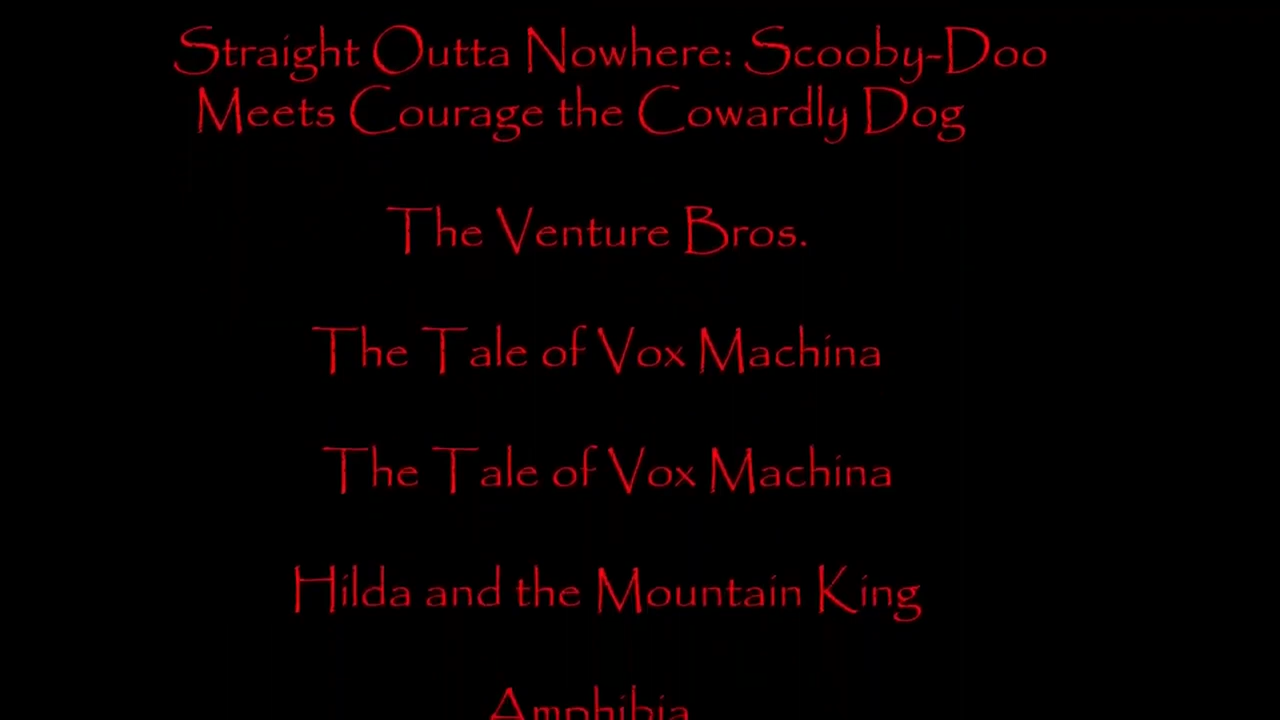 Straight Outta Nowhere: Scooby-Doo
Meets Courage the Cowardly Dog
The Venture Bros.
The Tale of Vox Machina
The Tale of Vox Machina
Hilda and the Mountain King
Amphibia